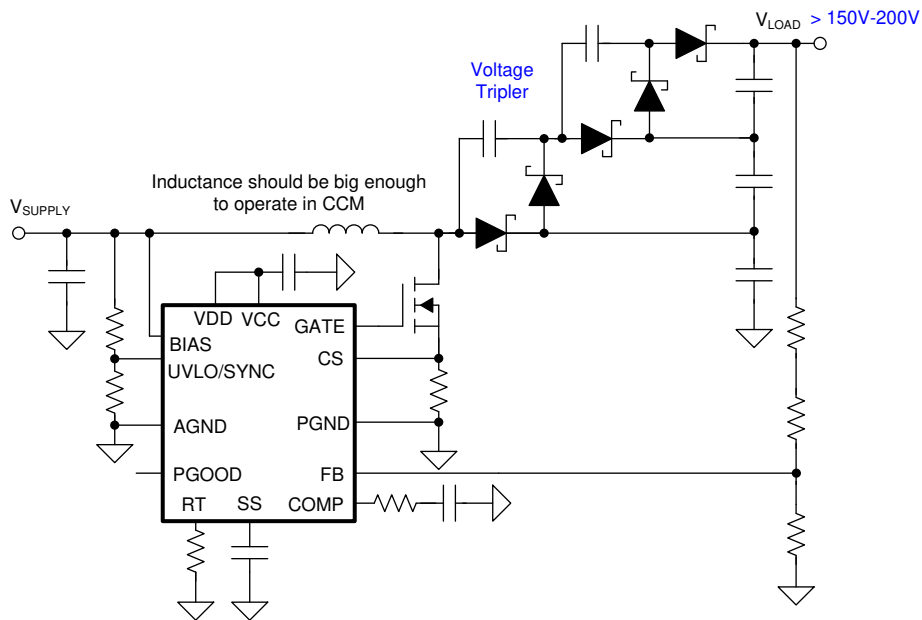 V_LOAD > 150V-200V
Voltage
Tripler
Inductance should be big enough
to operate in CCM
V_SUPPLY
VDD VCC
GATE
BIAS
CS
UVLO/SYNC
AGND
PGND
PGOOD
FB
RT SS COMP